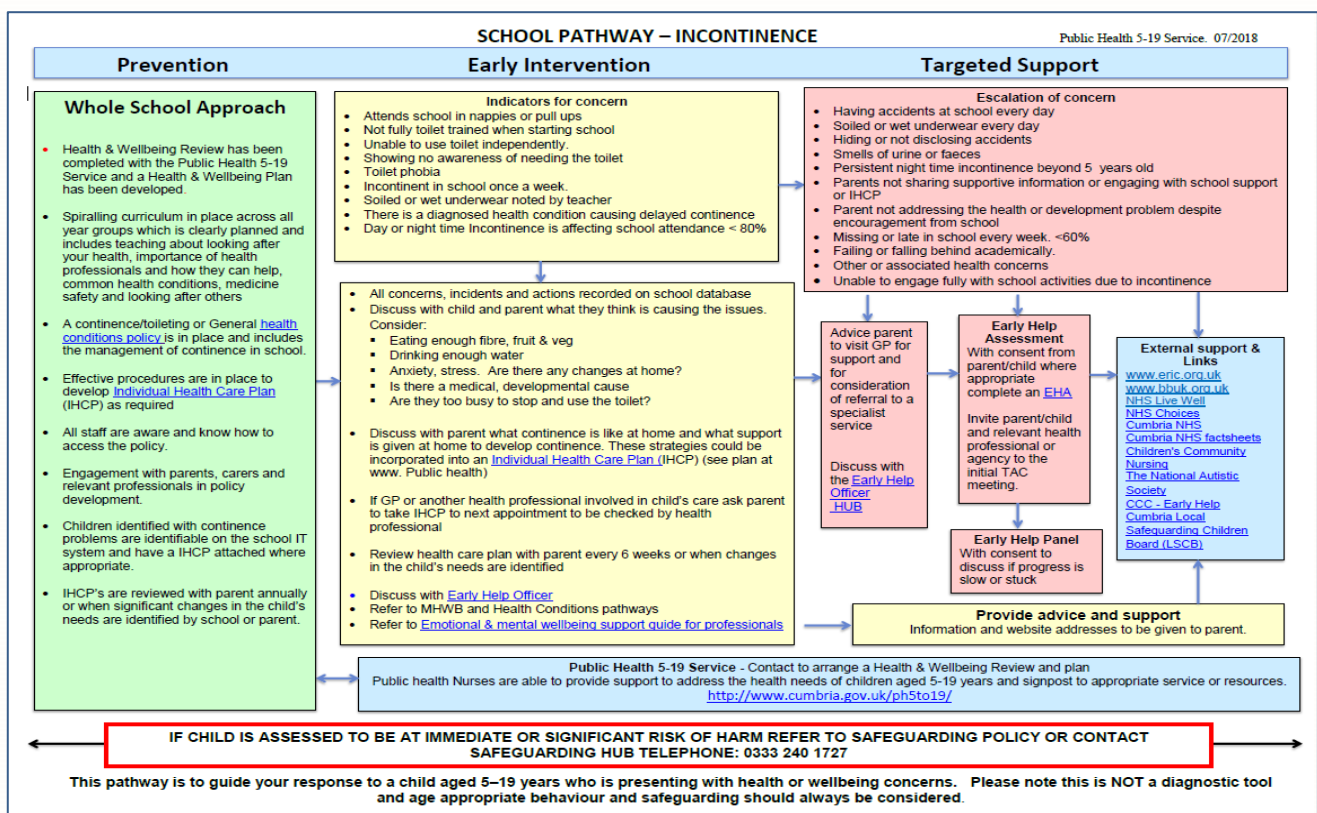 SCHOOL PATHWAY – INCONTINENCE
Public Health 5-19 Service. 07/2018
Prevention
Early Intervention
Targeted Support
Whole School Approach
• Health & Wellbeing Review has been
completed with the Public Health 5-19
Service and a Health & Wellbeing Plan
has been developed.
• Spiralling curriculum in place across all
year groups which is clearly planned and
includes teaching about looking after
your health, importance of health
professionals and how they can help,
common health conditions, medicine
safety and looking after others
• A continence/toileting or General health
conditions policy is in place and includes
the management of continence in school.
• Effective procedures are in place to
develop Individual Health Care Plan
(IHCP) as required
• All staff are aware and know how to
access the policy.
• Engagement with parents, carers and
relevant professionals in policy
development.
• Children identified with continence
problems are identifiable on the school IT
system and have a IHCP attached where
appropriate.
• IHCP's are reviewed with parent annually
or when significant changes in the child's
needs are identified by school or parent.
Indicators for concern
• Attends school in nappies or pull ups
• Not fully toilet trained when starting school
• Unable to use toilet independently.
• Showing no awareness of needing the toilet
• Toilet phobia
• Incontinent in school once a week.
• Soiled or wet underwear noted by teacher
• There is a diagnosed health condition causing delayed continence
• Day or night time Incontinence is affecting school attendance < 80%
• All concerns, incidents and actions recorded on school database
• Discuss with child and parent what they think is causing the issues.
Consider:
▪ Eating enough fibre, fruit & veg
▪ Drinking enough water
▪ Anxiety, stress. Are there any changes at home?
▪ Is there a medical, developmental cause
▪ Are they too busy to stop and use the toilet?
• Discuss with parent what continence is like at home and what support
is given at home to develop continence. These strategies could be
incorporated into an Individual Health Care Plan (IHCP) (see plan at
www. Public health)
• If GP or another health professional involved in child's care ask parent
to take IHCP to next appointment to be checked by health
professional
• Review health care plan with parent every 6 weeks or when changes
in the child's needs are identified
• Discuss with Early Help Officer
• Refer to MHWB and Health Conditions pathways
• Refer to Emotional & mental wellbeing support guide for professionals
Escalation of concern
• Having accidents at school every day
• Soiled or wet underwear every day
• Hiding or not disclosing accidents
• Smells of urine or faeces
• Persistent night time incontinence beyond 5 years old
• Parents not sharing supportive information or engaging with school support
or IHCP
• Parent not addressing the health or development problem despite
encouragement from school
• Missing or late in school every week. <60%
• Failing or falling behind academically.
• Other or associated health concerns
• Unable to engage fully with school activities due to incontinence
Advice parent
to visit GP for
support and
for
consideration
of referral to a
specialist
service
Discuss with
the Early Help
Officer
HUB
Early Help
Assessment
With consent from
parent/child where
appropriate
complete an EHA
Invite parent/child
and relevant health
professional or
agency to the
initial TAC
meeting.
Early Help Panel
With consent to
discuss if progress is
slow or stuck
External support &
Links
www.eric.org.uk
www.bbuk.org.uk
NHS Live Well
NHS Choices
Cumbria NHS
Cumbria NHS factsheets
Children's Community
Nursing
The National Autistic
Society
CCC - Early Help
Cumbria Local
Safeguarding Children
Board (LSCB)
Provide advice and support
Information and website addresses to be given to parent.
Public Health 5-19 Service - Contact to arrange a Health & Wellbeing Review and plan
Public health Nurses are able to provide support to address the health needs of children aged 5-19 years and signpost to appropriate service or resources.
http://www.cumbria.gov.uk/ph5to19/
IF CHILD IS ASSESSED TO BE AT IMMEDIATE OR SIGNIFICANT RISK OF HARM REFER TO SAFEGUARDING POLICY OR CONTACT
SAFEGUARDING HUB TELEPHONE: 0333 240 1727
This pathway is to guide your response to a child aged 5–19 years who is presenting with health or wellbeing concerns. Please note this is NOT a diagnostic tool
and age appropriate behaviour and safeguarding should always be considered.